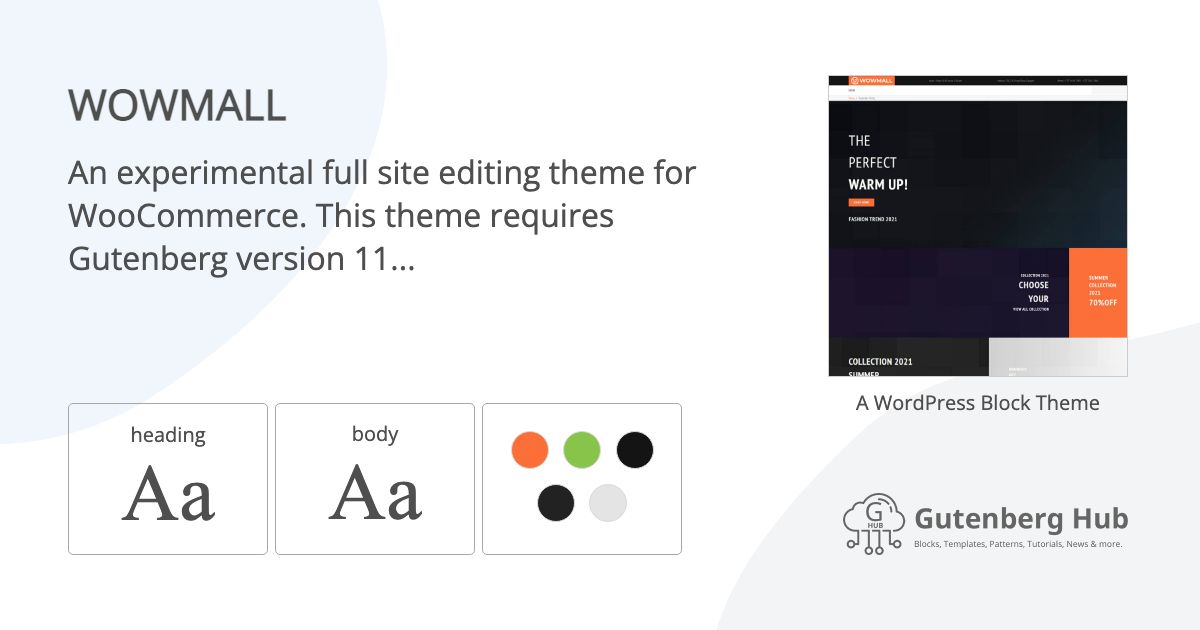 WOWMALL
An experimental full site editing theme for
WooCommerce. This theme requires
Gutenberg version 11...
heading
Aa
body
Aa
WOWMALL
THE
PERFECT
WARM UP!
FASHION TREND 2021
COLLECTION 2021
CHOOSE
YOUR
VIEW ALL COLLECTION
SUMMER
COLLECTION
2021
70%OFF
COLLECTION 2021
SUMMER
A WordPress Block Theme
G
HUB
Gutenberg Hub
Blocks, Templates, Patterns, Tutorials, News & more.